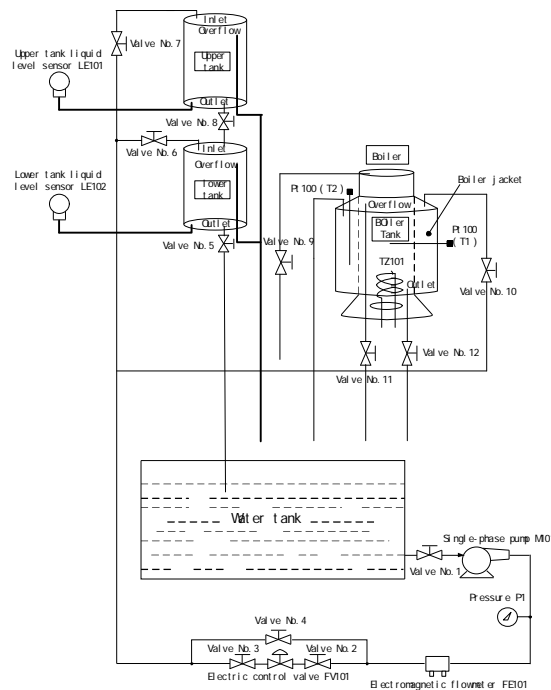 Inlet
Overflow
Valve No. 7
Upper tank liquid
level sensor LE101
Upper
tank
Outlet
Valve No. 8
Inlet
Valve No. 6
Overflow
Lower tank liquid
level sensor LE102
lower
tank
Outlet
Valve No. 5
Boiler
Pt100(T2)
Boiler jacket
Overflow
BOiler
Tank
Pt100
(T1)
Valve No. 9
TZ101
Outlet
Valve No. 10
Valve No. 12
Valve No. 11
Water tank
Single-phase pump M10
Valve No. 1
Pressure P1
Valve No. 4
Valve No. 3
Valve No. 2
Electric control valve FV101
Electromagnetic flowmeter FE101